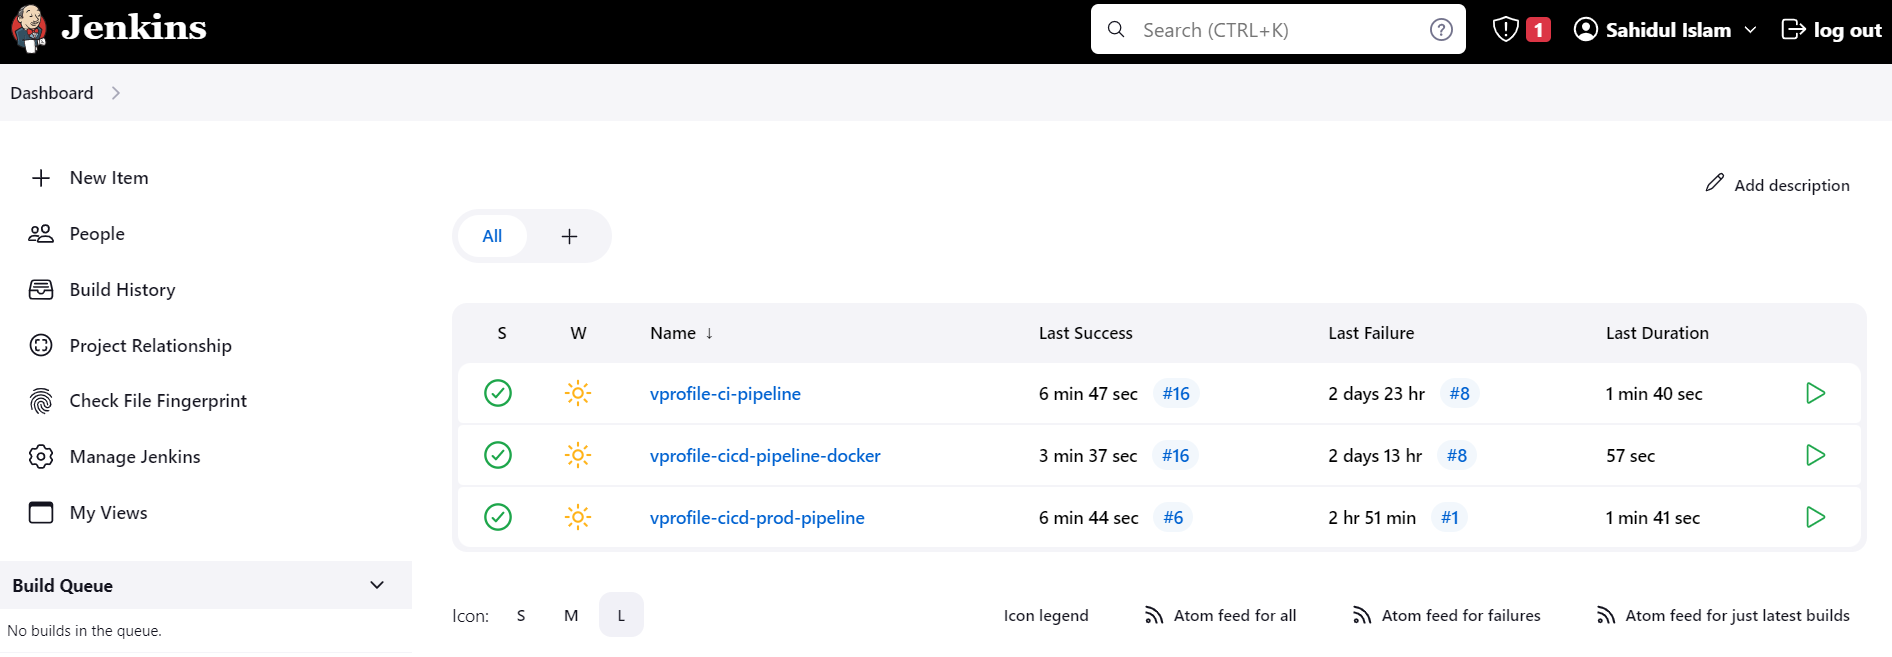 Jenkins
Search (CTRL+K)
1
Sahidul Islam
log out
Dashboard
New Item
People
Build History
Project Relationship
Check File Fingerprint
Manage Jenkins
My Views
Build Queue
No builds in the queue.
Add description
All +
S W Name ↓ Last Success Last Failure Last Duration
vprofile-ci-pipeline 6 min 47 sec #16 2 days 23 hr #8 1 min 40 sec
vprofile-cicd-pipeline-docker 3 min 37 sec #16 2 days 13 hr #8 57 sec
vprofile-cicd-prod-pipeline 6 min 44 sec #6 2 hr 51 min #1 1 min 41 sec
Icon: S M L
Icon legend Atom feed for all Atom feed for failures Atom feed for just latest builds